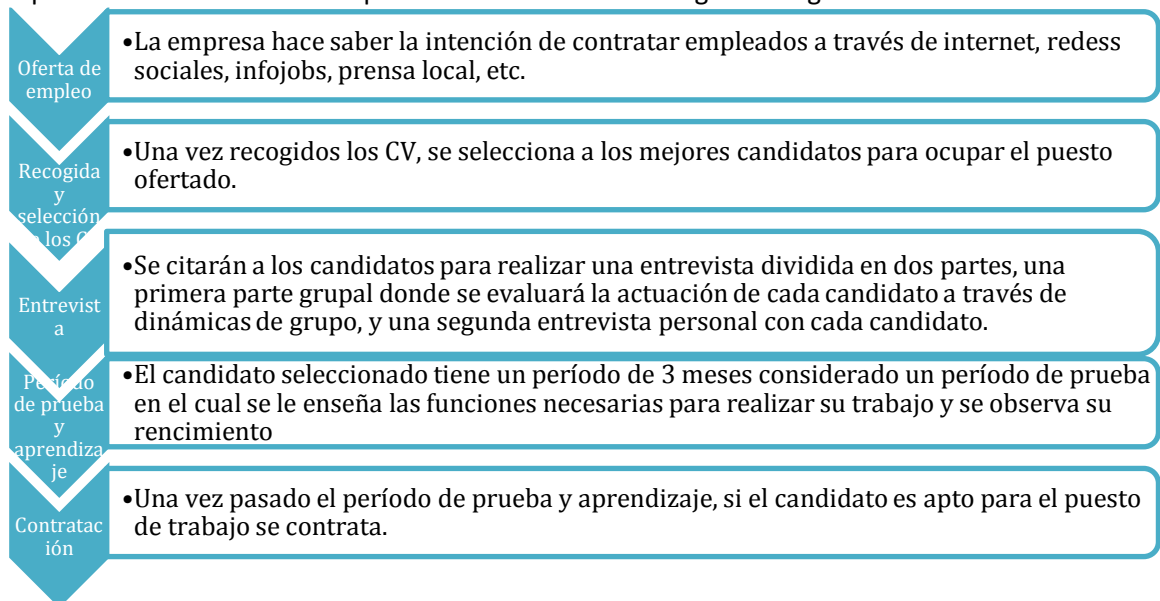 Oferta de
empleo
•La empresa hace saber la intención de contratar empleados a través de internet, redess
sociales, infojobs, prensa local, etc.
Recogida
y
selección
los
•Una vez recogidos los CV, se selecciona a los mejores candidatos para ocupar el puesto
ofertado.
Entrevist
a
•Se citarán a los candidatos para realizar una entrevista dividida en dos partes, una
primera parte grupal donde se evaluará la actuación de cada candidato a través de
dinámicas de grupo, y una segunda entrevista personal con cada candidato.
Período
de prueba
y
aprendiza
je
•El candidato seleccionado tiene un período de 3 meses considerado un período de prueba
en el cual se le enseña las funciones necesarias para realizar su trabajo y se observa su
rencimiento
Contratac
ión
•Una vez pasado el período de prueba y aprendizaje, si el candidato es apto para el puesto
de trabajo se contrata.